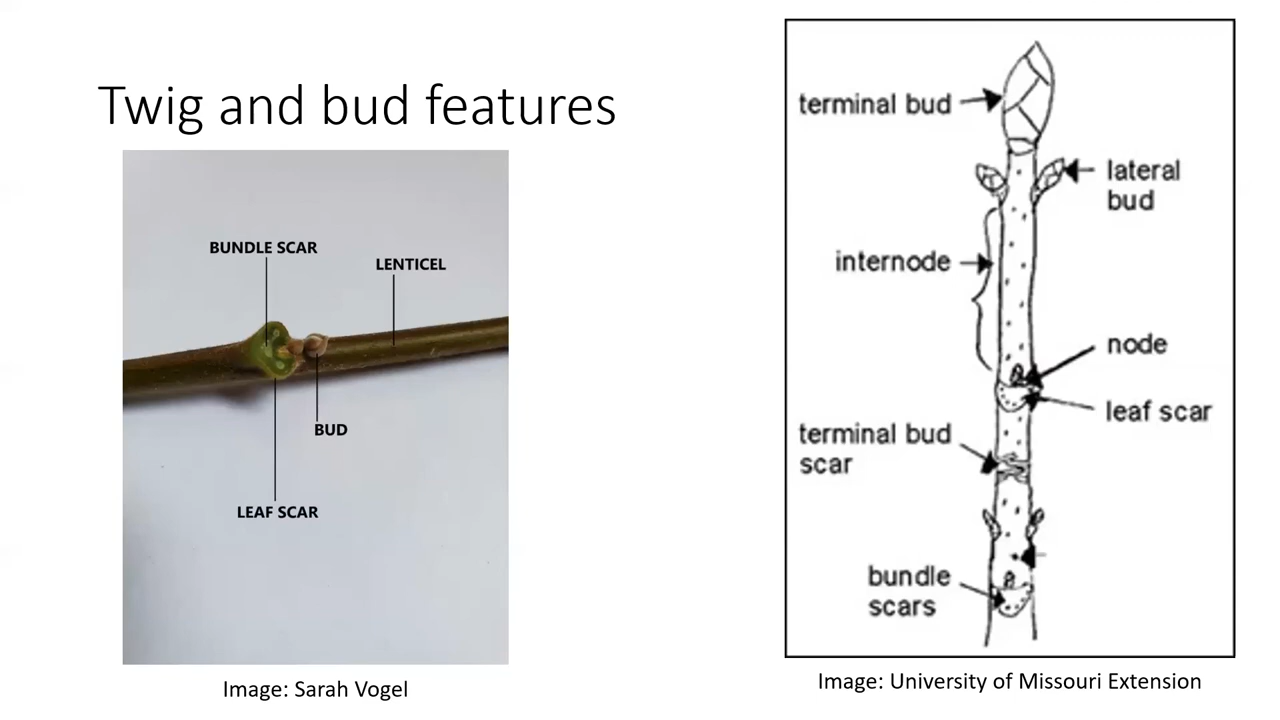 Twig and bud features
BUNDLE SCAR
LENTICEL
BUD
LEAF SCAR
Image: Sarah Vogel
terminal bud
lateral
bud
internode
node
leaf scar
terminal bud
scar
bundle
scars
Image: University of Missouri Extension